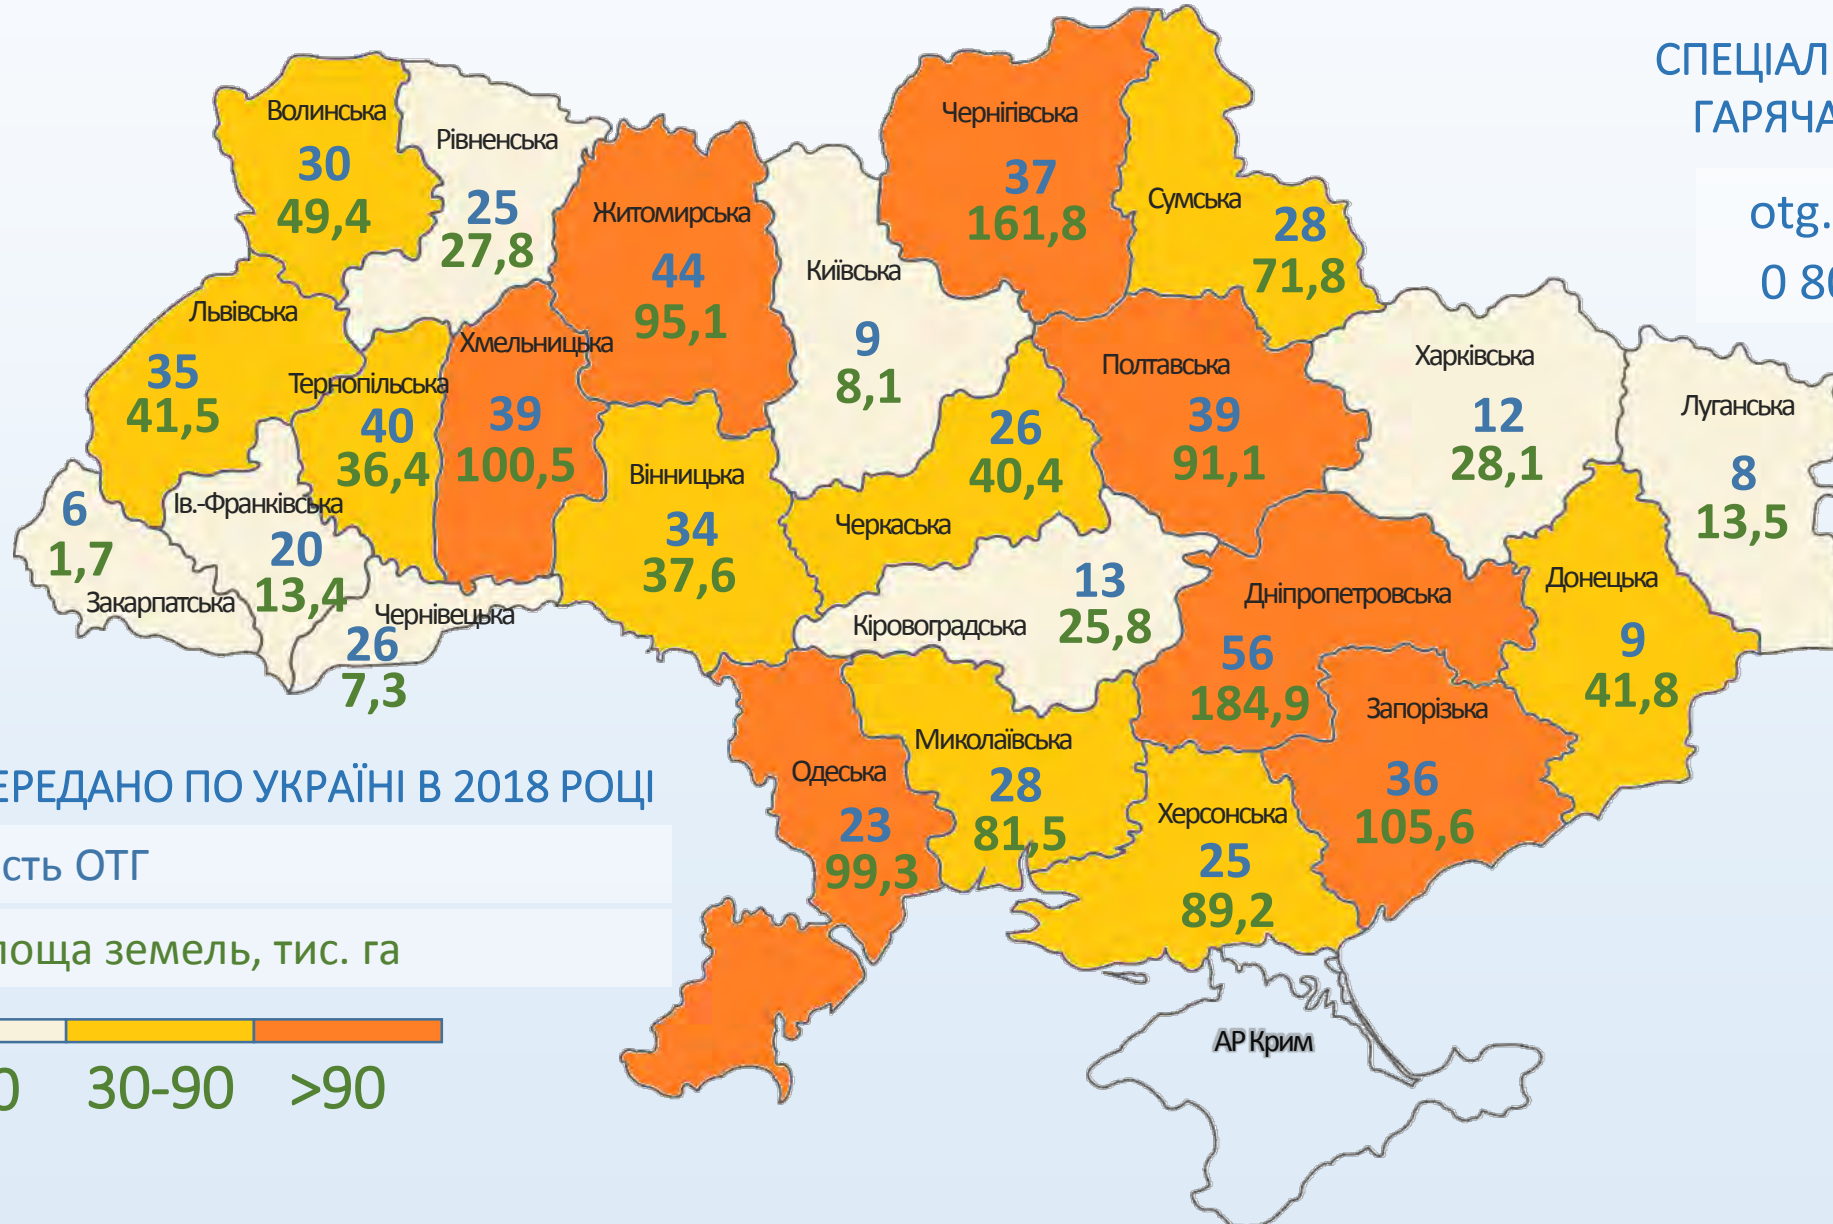 СПЕЦІАЛ
ГАРЯЧА
otg.
0 80
Волинська
30
49,4
Рівненська
25
27,8
Житомирська
44
95,1
Київська
9
8,1
Чернігівська
37
161,8
Сумська
28
71,8
Львівська
35
41,5
Тернопільська
40
36,4
Хмельницька
39
100,5
Вінницька
34
37,6
Черкаська
26
40,4
Полтавська
39
91,1
Харківська
12
28,1
Луганська
8
13,5
6
1,7
Закарпатська
Ів.-Франківська
20
13,4
Чернівецька
26
7,3
Кіровоградська
13
25,8
Дніпропетровська
56
184,9
Донецька
9
41,8
Запорізька
36
105,6
Одеська
23
99,3
Миколаївська
28
81,5
Херсонська
25
89,2
АР Крим
ЕРЕДАНО ПО УКРАЇНІ В 2018 РОЦІ
сть ОТГ
лоща земель, тис. га
0 30-90 >90